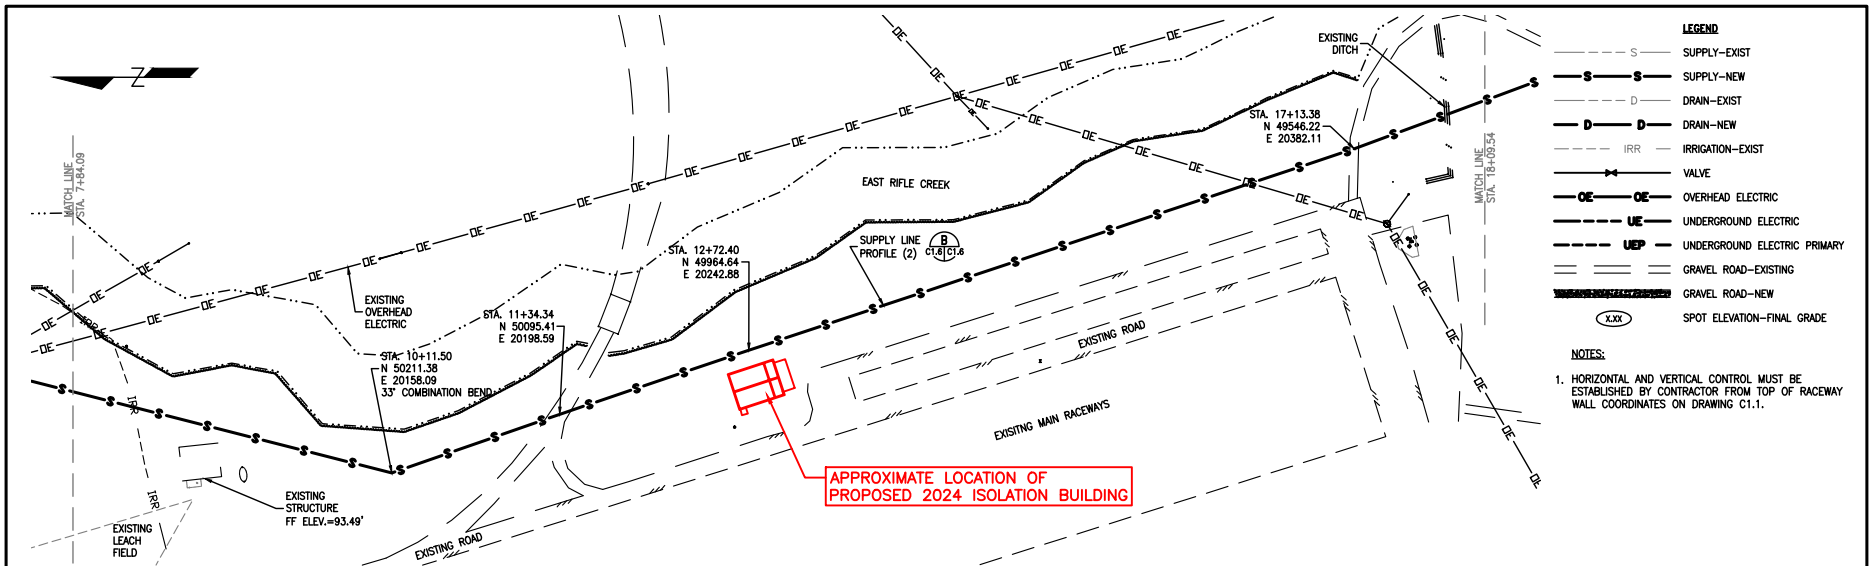 EXISTING
DITCH
STA. 17+13.38
N 49546.22
E 20382.11
MATCH LINE
STA. 7+84.09
EAST RIFLE CREEK
MATCH LINE
STA. 18+09.54
SUPPLY LINE
PROFILE (2)
B
C1.6 C1.6
STA. 12+72.40
N 49964.64
E 20242.88
EXISTING
OVERHEAD
ELECTRIC
STA. 11+34.34
N 50095.41
E 20198.59
STA. 10+11.50
N 50211.38
E 20158.09
33° COMBINATION BEND
EXISTING ROAD
EXISITNG MAIN RACEWAYS
APPROXIMATE LOCATION OF
PROPOSED 2024 ISOLATION BUILDING
EXISTING
STRUCTURE
FF ELEV.=93.49'
EXISTING
LEACH
FIELD
EXISTING ROAD
IRR
IRR
IRR
Z
LEGEND
S SUPPLY-EXIST
S S SUPPLY-NEW
D DRAIN-EXIST
D D DRAIN-NEW
IRR IRRIGATION-EXIST
VALVE
OE OE OVERHEAD ELECTRIC
UE UNDERGROUND ELECTRIC
UEP UNDERGROUND ELECTRIC PRIMARY
GRAVEL ROAD-EXISTING
GRAVEL ROAD-NEW
X.XX SPOT ELEVATION-FINAL GRADE
NOTES:
1. HORIZONTAL AND VERTICAL CONTROL MUST BE
ESTABLISHED BY CONTRACTOR FROM TOP OF RACEWAY
WALL COORDINATES ON DRAWING C1.1.